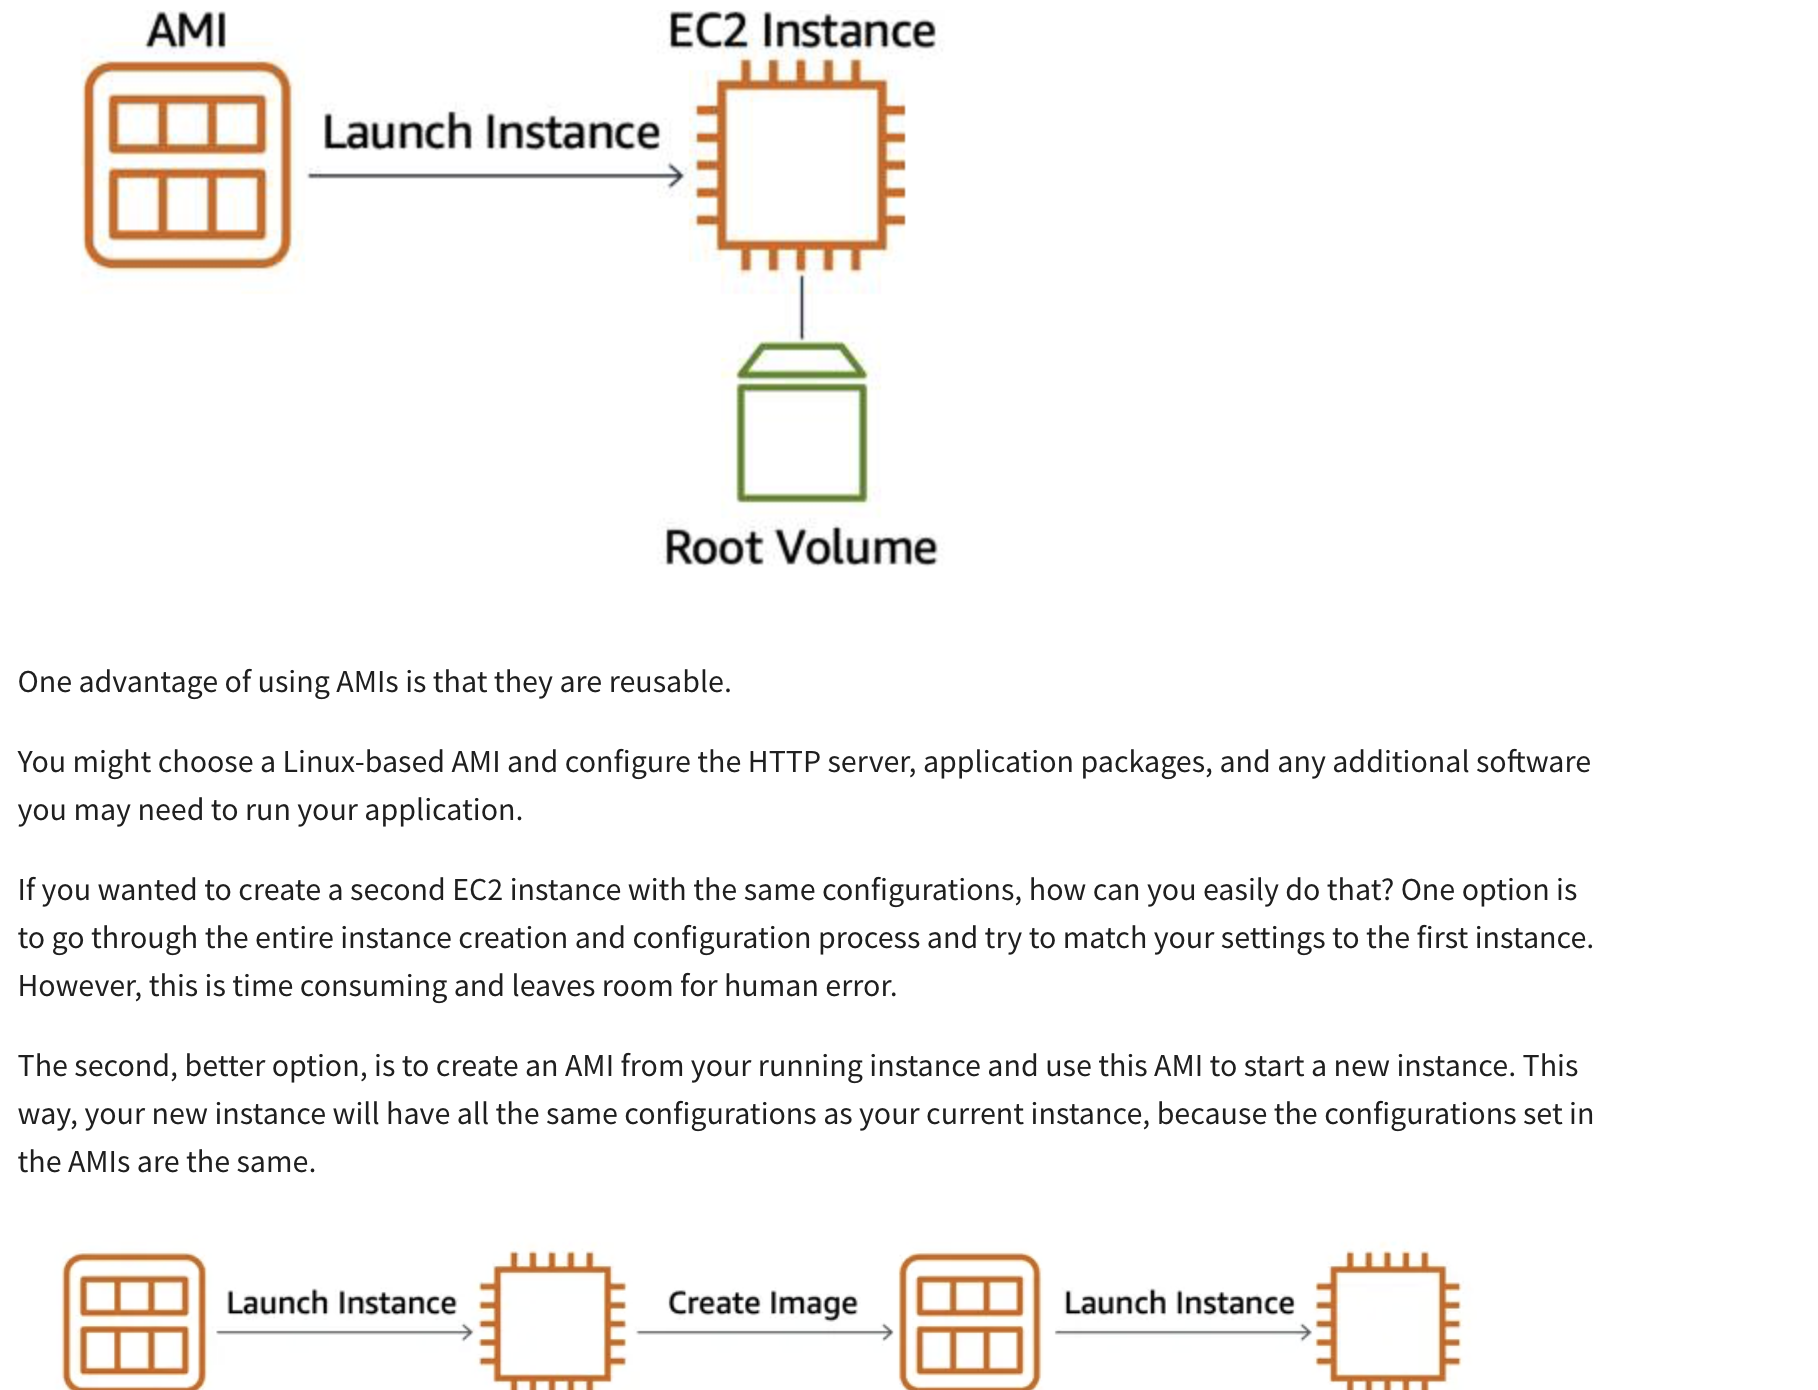 AMI
EC2 Instance
Launch Instance
Root Volume
One advantage of using AMIs is that they are reusable.
You might choose a Linux-based AMI and configure the HTTP server, application packages, and any additional software
you may need to run your application.
If you wanted to create a second EC2 instance with the same configurations, how can you easily do that? One option is
to go through the entire instance creation and configuration process and try to match your settings to the first instance.
However, this is time consuming and leaves room for human error.
The second, better option, is to create an AMI from your running instance and use this AMI to start a new instance. This
way, your new instance will have all the same configurations as your current instance, because the configurations set in
the AMIs are the same.
Launch Instance
Create Image
Launch Instance